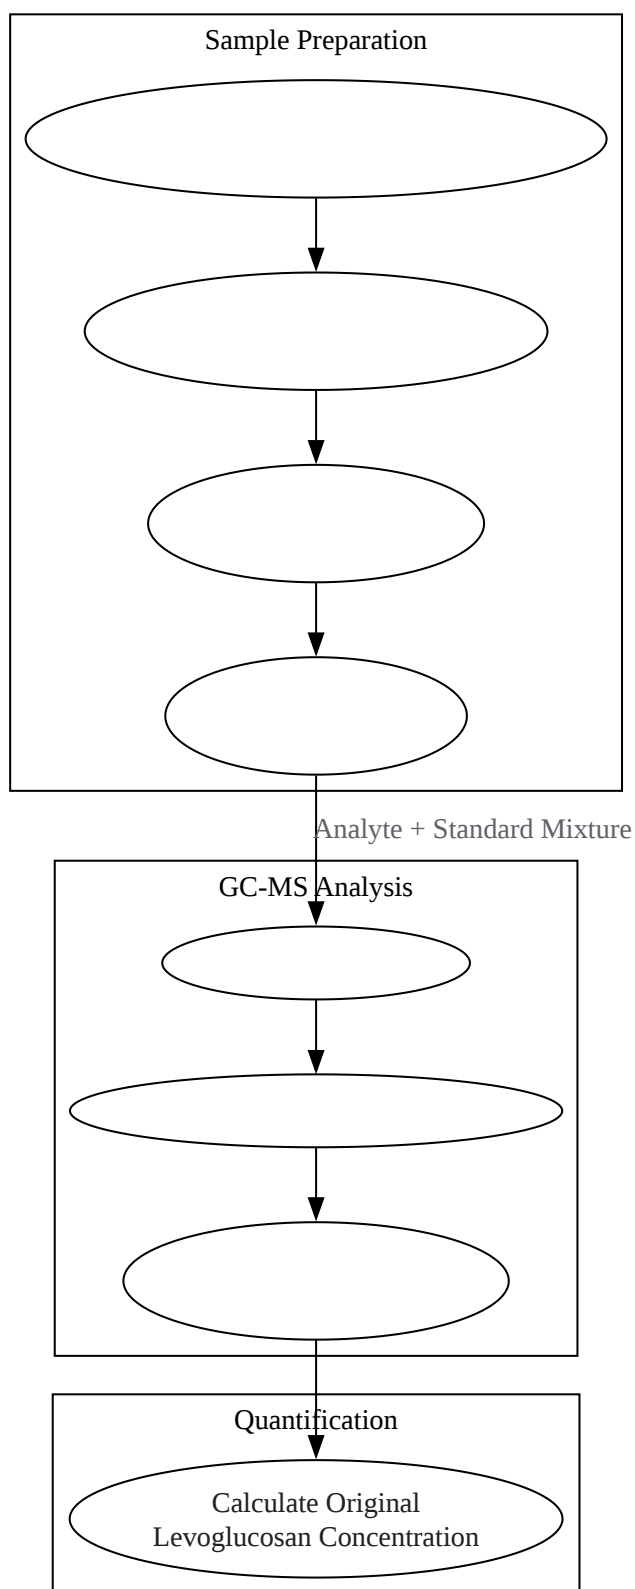 Sample Preparation
Analyte + Standard Mixture
GC-MS Analysis
Quantification
Calculate Original
Levoglucosan Concentration